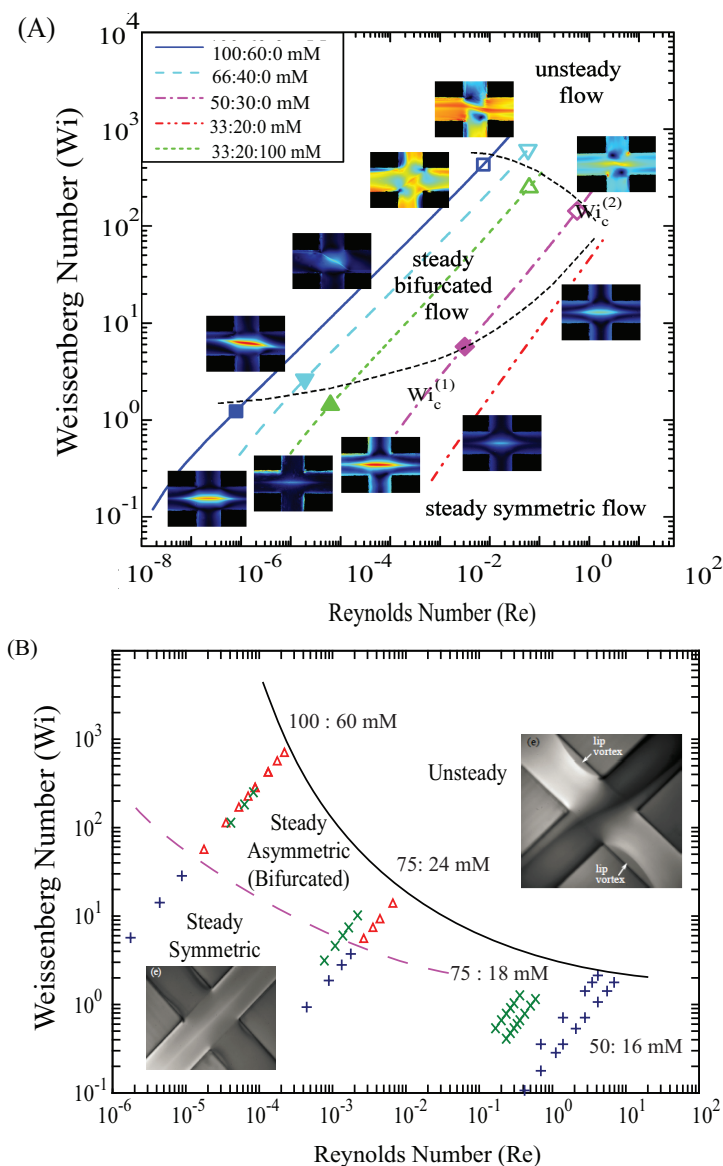 (A)
100:60:0 mM
66:40:0 mM
50:30:0 mM
33:20:0 mM
33:20:100 mM
unsteady
flow
Wi_c^(2)
steady
bifurcated
flow
Wi_c^(1)
steady symmetric flow
10^4
10^3
10^2
10^1
10^0
10^-1
Weissenberg Number (Wi)
10^-8
10^-6
10^-4
10^-2
10^0
10^2
Reynolds Number (Re)
(B)
100 : 60 mM
Unsteady
(e)
lip
vortex
lip
vortex
Steady
Asymmetric
(Bifurcated)
75: 24 mM
Steady
Symmetric
(e)
75 : 18 mM
50: 16 mM
10^3
10^2
10^1
10^0
10^-1
Weissenberg Number (Wi)
10^-6
10^-5
10^-4
10^-3
10^-2
10^-1
10^0
10^1
10^2
Reynolds Number (Re)